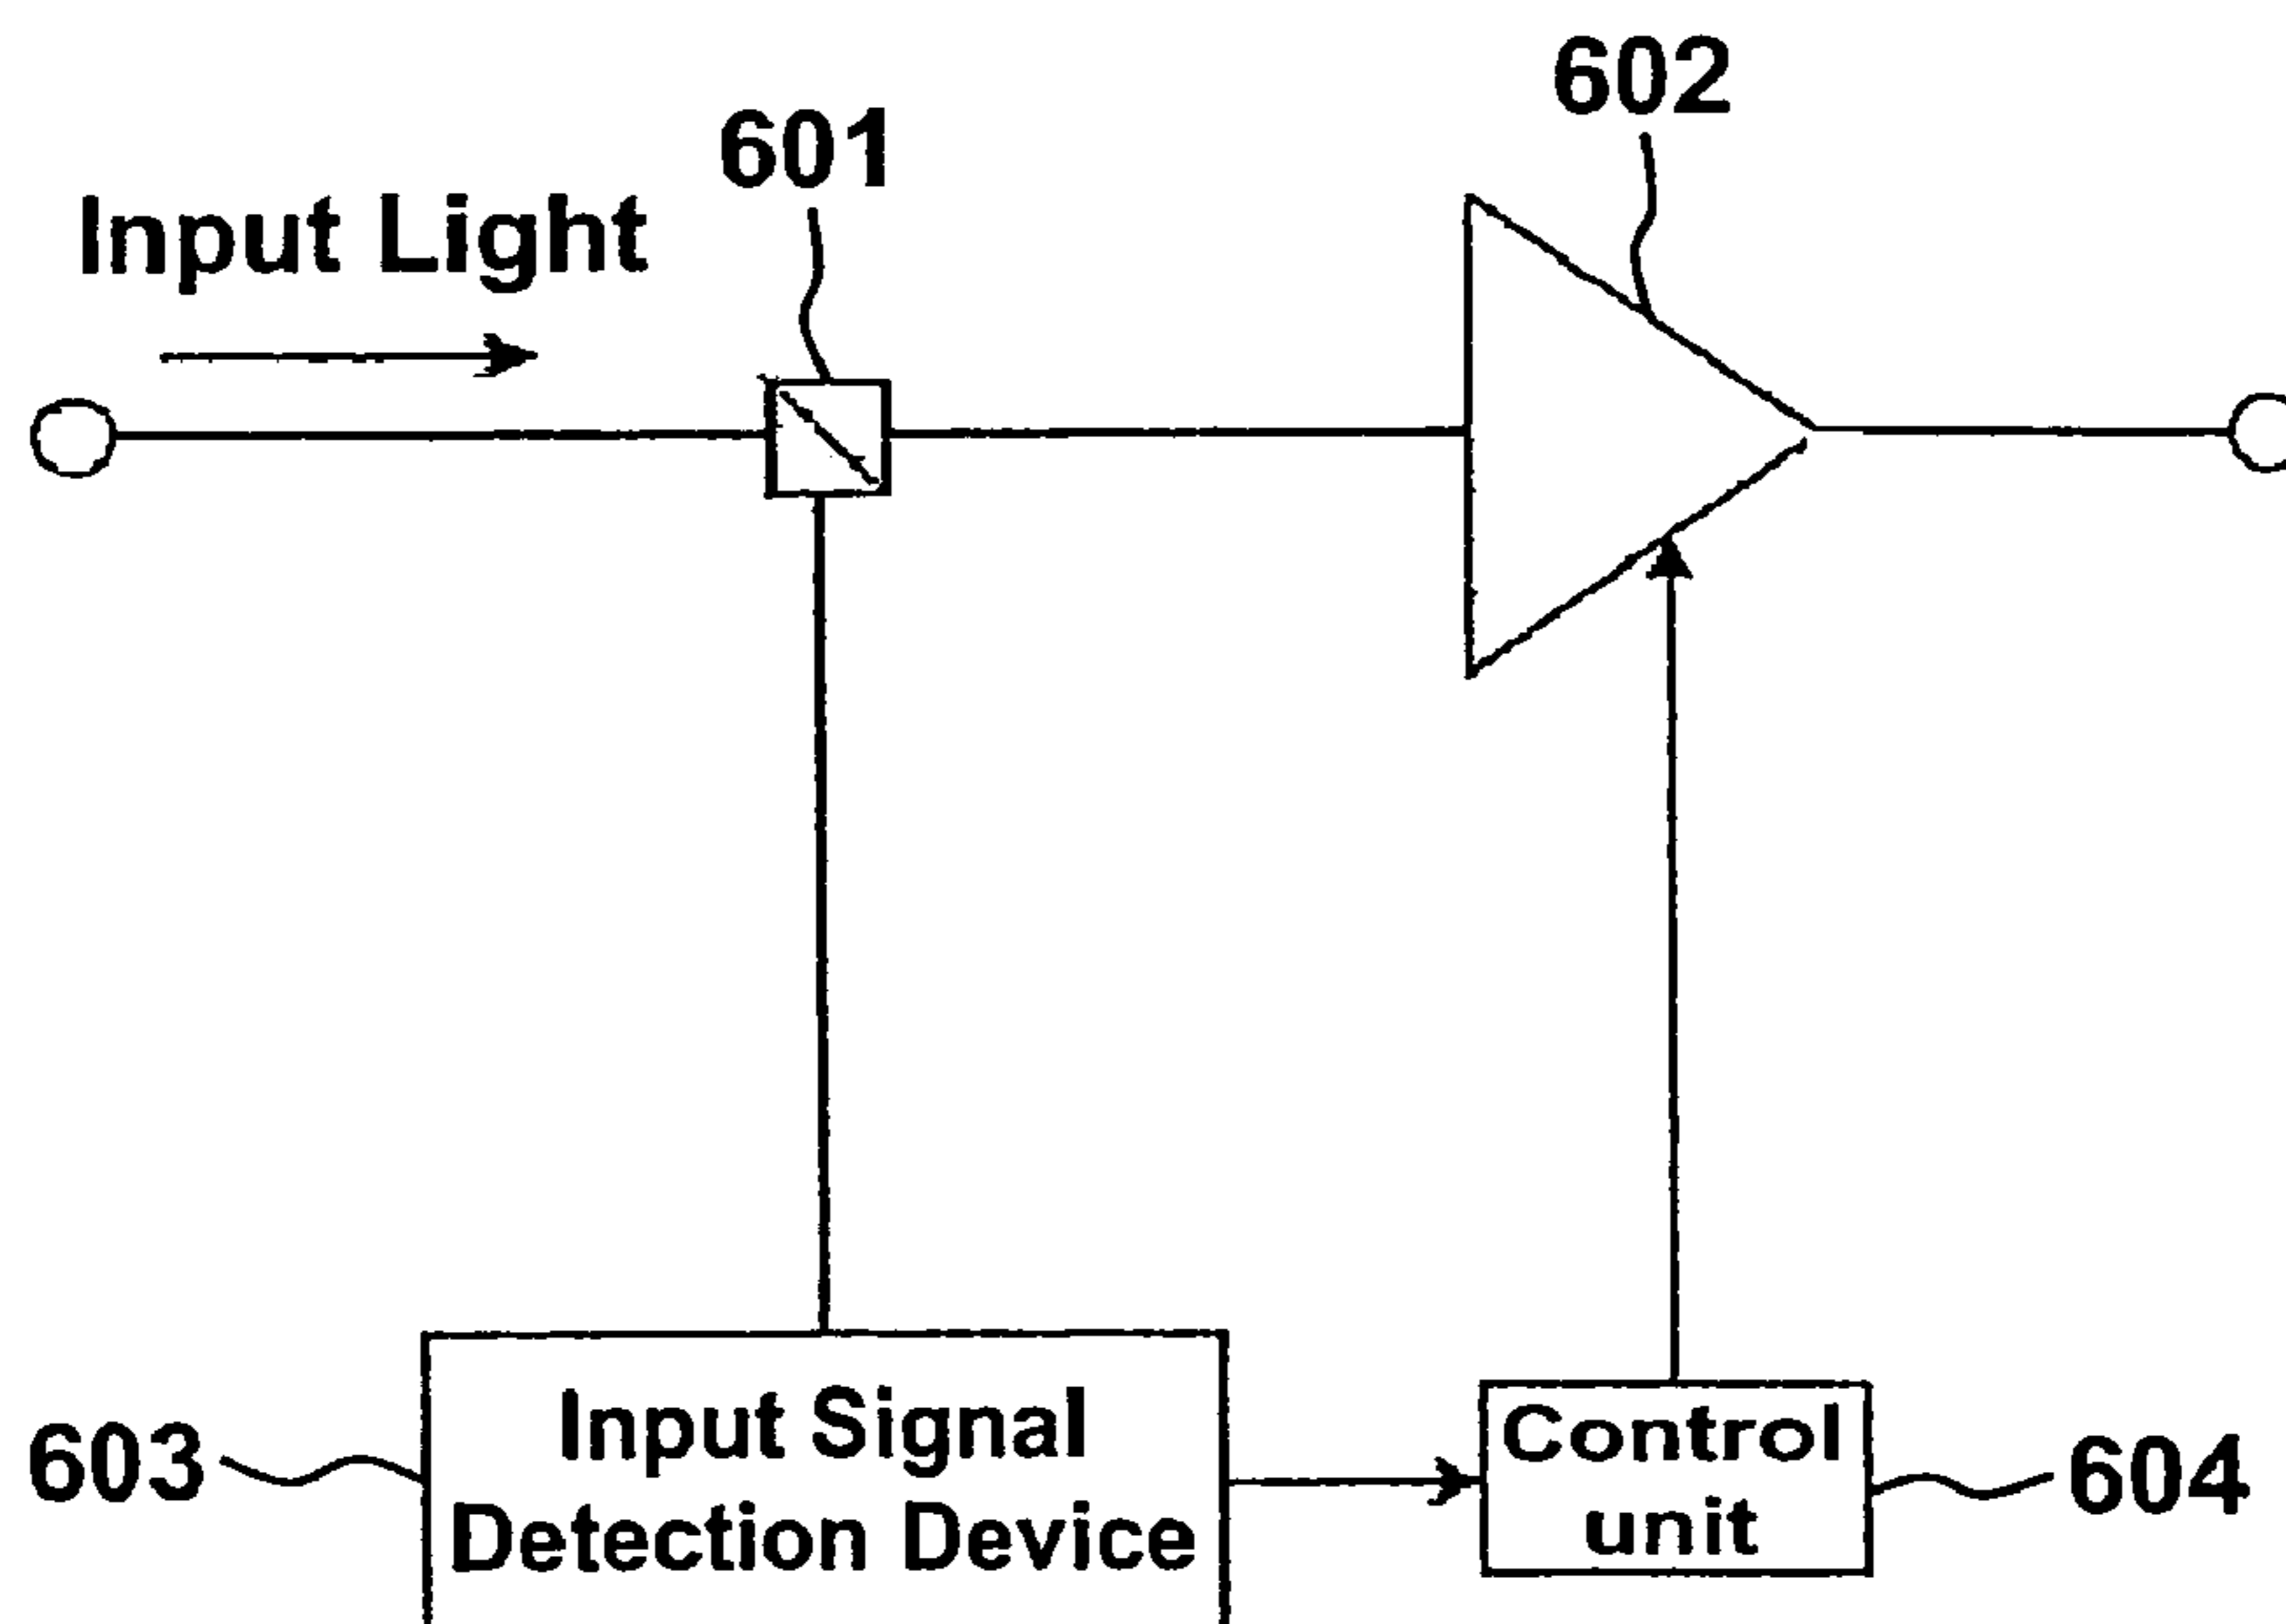 602
601
Input Light
Input Signal
Detection Device
603
Control
unit
604